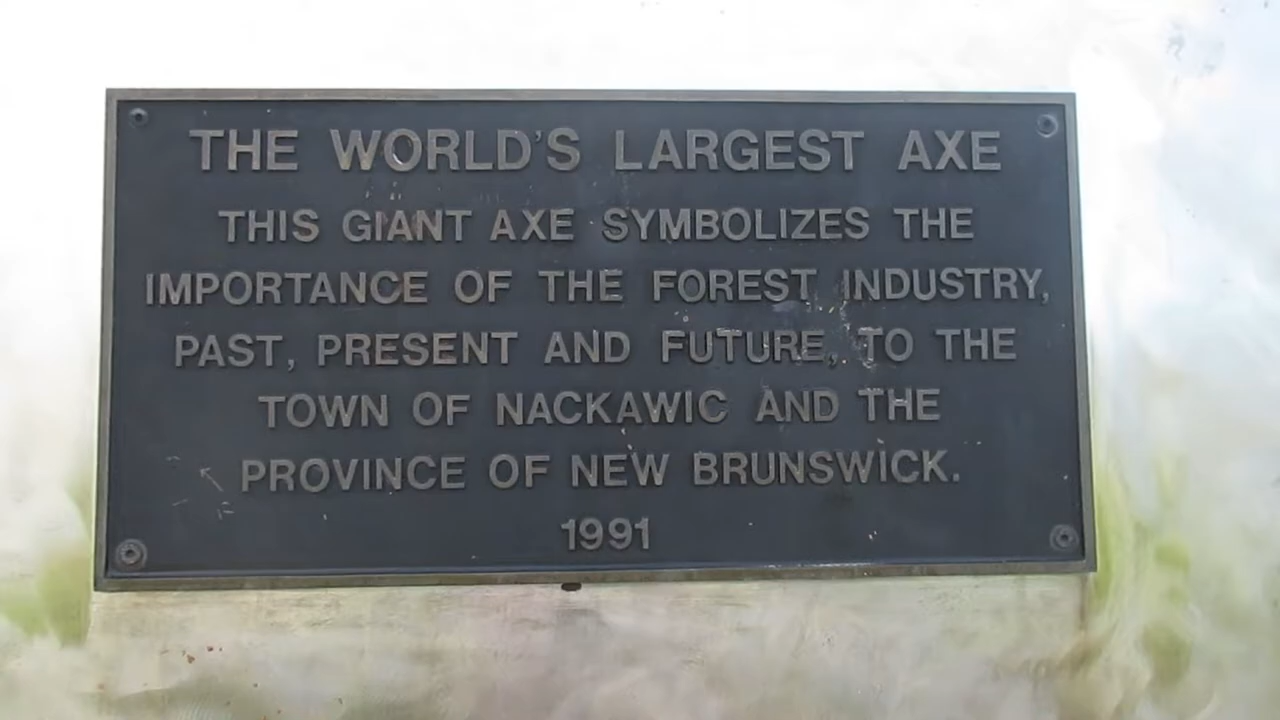 THE WORLD'S LARGEST AXE
THIS GIANT AXE SYMBOLIZES THE
IMPORTANCE OF THE FOREST INDUSTRY,
PAST, PRESENT AND FUTURE, TO THE
TOWN OF NACKAWIC AND THE
PROVINCE OF NEW BRUNSWICK.
1991